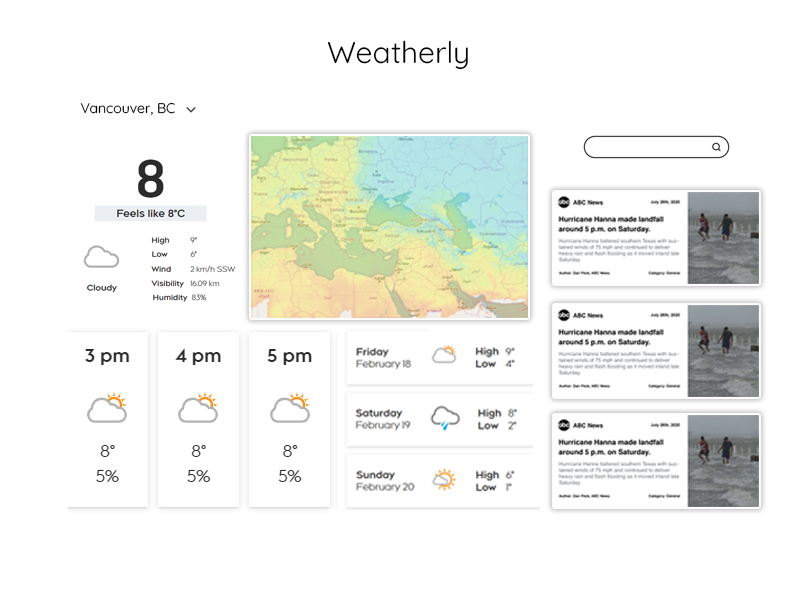 Weatherly
Vancouver, BC
8
Feels like 8°C
Cloudy
High 9°
Low 6°
Wind 2 km/h SSW
Visibility 16.09 km
Humidity 83%
3 pm
8°
5%
4 pm
8°
5%
5 pm
8°
5%
Friday
February 18
High 9°
Low 4°
Saturday
February 19
High 8°
Low 2°
Sunday
February 20
High 6°
Low 1°
abc ABC News July 26th, 2020
Hurricane Hanna made landfall
around 5 p.m. on Saturday.
Hurricane Hanna battered southern Texas with sus-
tained winds of 75 mph and continued to deliver
heavy rain and flash flooding as it moved inland late
Saturday.
Author: Dan Peck, ABC News Category: General
abc ABC News July 26th, 2020
Hurricane Hanna made landfall
around 5 p.m. on Saturday.
Hurricane Hanna battered southern Texas with sus-
tained winds of 75 mph and continued to deliver
heavy rain and flash flooding as it moved inland late
Saturday.
Author: Dan Peck, ABC News Category: General
abc ABC News July 26th, 2020
Hurricane Hanna made landfall
around 5 p.m. on Saturday.
Hurricane Hanna battered southern Texas with sus-
tained winds of 75 mph and continued to deliver
heavy rain and flash flooding as it moved inland late
Saturday.
Author: Dan Peck, ABC News Category: General